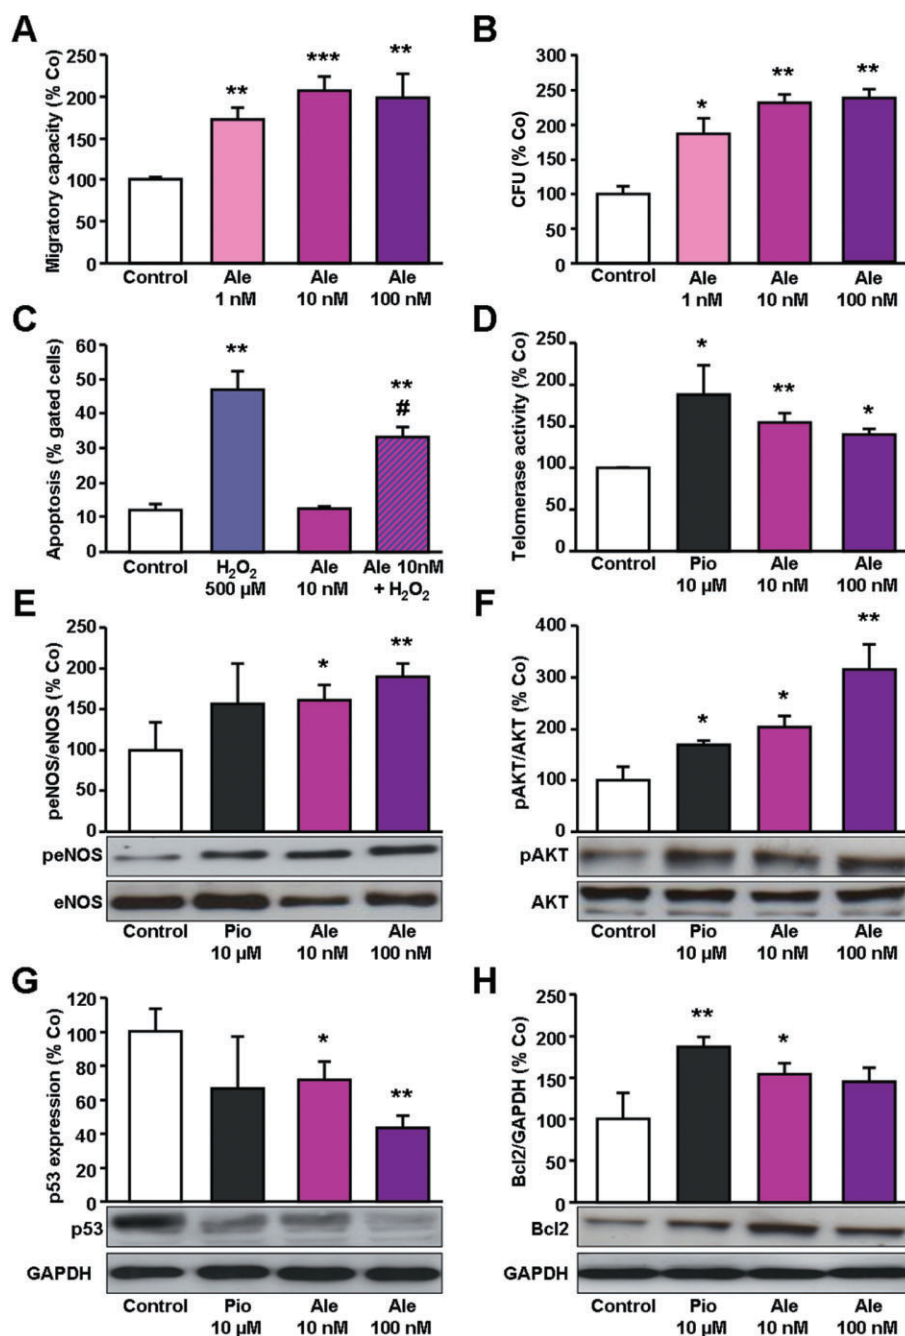 A
Migratory capacity (% Co)
250
200
150
100
50
0
** *** **
Control Ale Ale Ale
1 nM 10 nM 100 nM
B
CFU (% Co)
300
250
200
150
100
50
0
* ** **
Control Ale Ale Ale
1 nM 10 nM 100 nM
C
Apoptosis (% gated cells)
60
50
40
30
20
10
0
** **
#
Control H₂O₂ Ale Ale 10nM
500 µM 10 nM + H₂O₂
D
Telomerase activity (% Co)
250
200
150
100
50
0
* ** *
Control Pio Ale Ale
10 µM 10 nM 100 nM
E
peNOS/eNOS (% Co)
250
200
150
100
50
0
* **
peNOS
eNOS
Control Pio Ale Ale
10 µM 10 nM 100 nM
F
pAKT/AKT (% Co)
400
300
200
100
0
* * **
pAKT
AKT
Control Pio Ale Ale
10 µM 10 nM 100 nM
G
p53 expression (% Co)
120
100
80
60
40
20
0
* **
p53
GAPDH
Control Pio Ale Ale
10 µM 10 nM 100 nM
H
Bcl2/GAPDH (% Co)
250
200
150
100
50
0
** *
Bcl2
GAPDH
Control Pio Ale Ale
10 µM 10 nM 100 nM